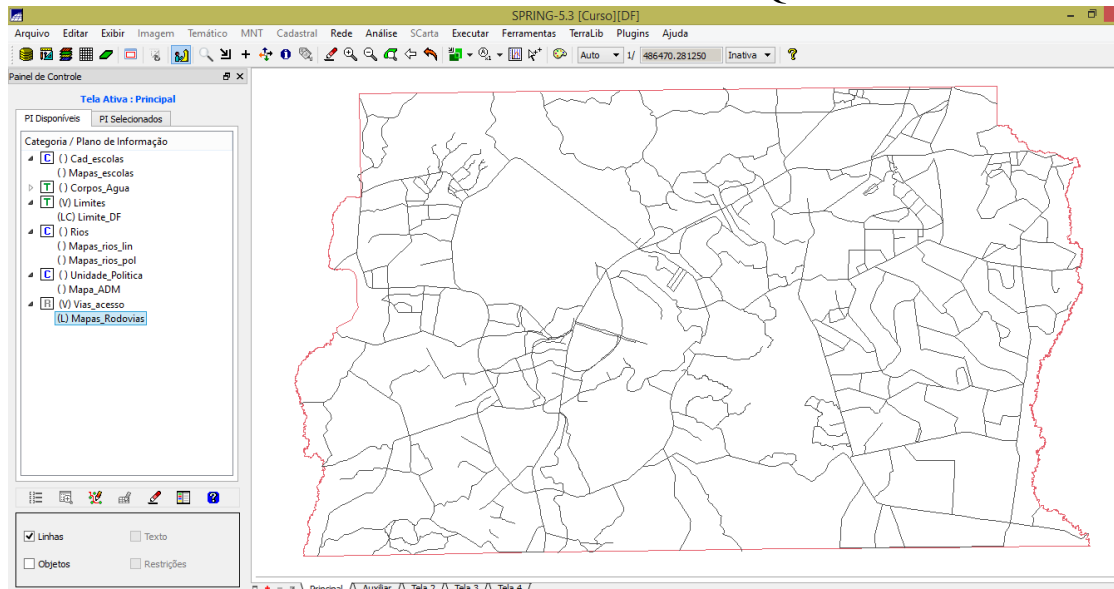 Q
SPRING-5.3 [Curso][DF]
Arquivo Editar Exibir Imagem Temático MNT Cadastral Rede Análise SCarta Executar Ferramentas TerraLib Plugins Ajuda
Auto 1/ 486470.281250 Inativa
Painel de Controle
Tela Ativa : Principal
PI Disponíveis PI Selecionados
Categoria / Plano de Informação
C () Cad_escolas
() Mapas_escolas
T () Corpos_Agua
T (V) Limites
(LC) Limite_DF
C () Rios
() Mapas_rios_lin
() Mapas_rios_pol
C () Unidade_Politica
() Mapa_ADM
R (V) Vias_acesso
(L) Mapas_Rodovias
Linhas Texto
Objetos Restrições
Principal Auxiliar Tela 2 Tela 3 Tela 4